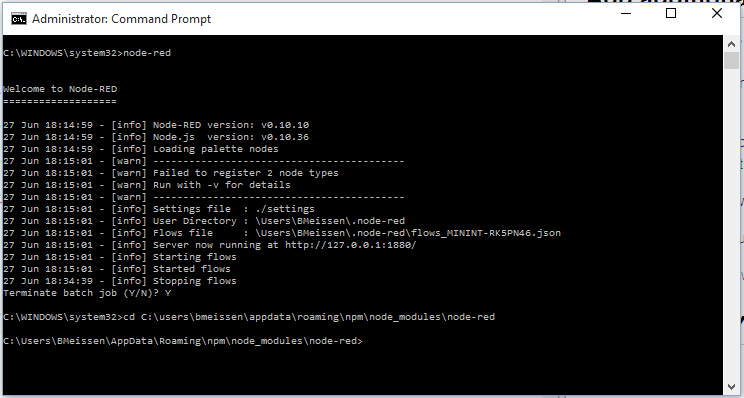 Administrator: Command Prompt
C:\WINDOWS\system32>node-red
Welcome to Node-RED
===================
27 Jun 18:14:59 - [info] Node-RED version: v0.10.10
27 Jun 18:14:59 - [info] Node.js  version: v0.10.36
27 Jun 18:14:59 - [info] Loading palette nodes
27 Jun 18:15:01 - [warn] ------------------------------------------
27 Jun 18:15:01 - [warn] Failed to register 2 node types
27 Jun 18:15:01 - [warn] Run with -v for details
27 Jun 18:15:01 - [warn] ------------------------------------------
27 Jun 18:15:01 - [info] Settings file  : ./settings
27 Jun 18:15:01 - [info] User Directory : \Users\BMeissen\.node-red
27 Jun 18:15:01 - [info] Flows file     : \Users\BMeissen\.node-red\flows_MININT-RK5PN46.json
27 Jun 18:15:01 - [info] Server now running at http://127.0.0.1:1880/
27 Jun 18:15:01 - [info] Starting flows
27 Jun 18:15:01 - [info] Started flows
27 Jun 18:34:39 - [info] Stopping flows
Terminate batch job (Y/N)? Y
C:\WINDOWS\system32>cd C:\users\bmeissen\appdata\roaming\npm\node_modules\node-red
C:\Users\BMeissen\AppData\Roaming\npm\node_modules\node-red>